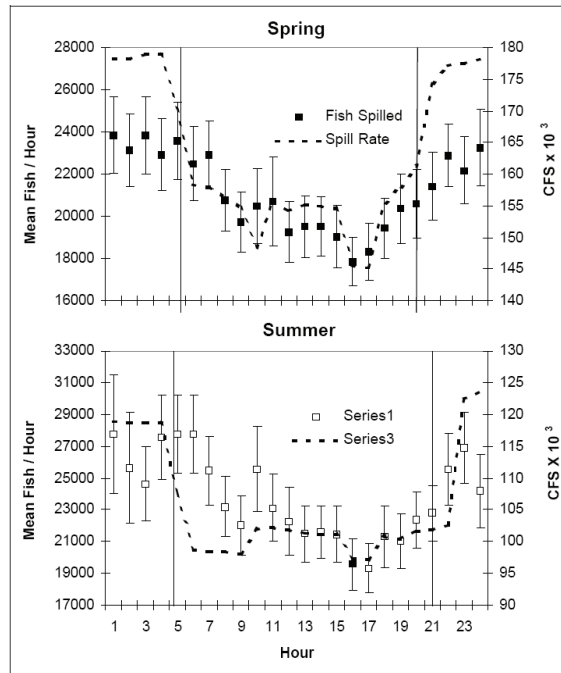 Spring
28000
26000
24000
22000
20000
18000
16000
Mean Fish / Hour
Fish Spilled
Spill Rate
180
175
170
165
160
155
150
145
140
CFS x 10 3
Summer
33000
31000
29000
27000
25000
23000
21000
19000
17000
Mean Fish / Hour
Series1
Series3
130
125
120
115
110
105
100
95
90
CFS X 10 3
1 3 5 7 9 11 13 15 17 19 21 23
Hour